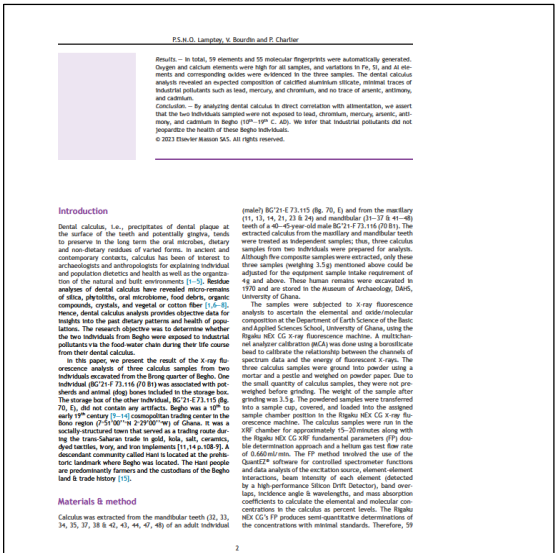 P.S.N.O. Lamptey, V. Bourdin and P. Charlier
Results. — In total, 59 elements and 55 molecular fingerprints were automatically generated.
Oxygen and calcium elements were high for all samples, and variations in Fe, Si, and Al ele-
ments and corresponding oxides were evidenced in the three samples. The dental calculus
analysis revealed an expected composition of calcified aluminium silicate, minimal traces of
industrial pollutants such as lead, mercury, and chromium, and no trace of arsenic, antimony,
and cadmium.
Conclusion. — By analyzing dental calculus in direct correlation with alimentation, we assert
that the two individuals sampled were not exposed to lead, chromium, mercury, arsenic, anti-
mony, and cadmium in Begho (10th–19th C. AD). We infer that industrial pollutants did not
jeopardize the health of these Begho individuals.
© 2023 Elsevier Masson SAS. All rights reserved.
Introduction
Dental calculus, i.e., precipitates of dental plaque at
the surface of the teeth and potentially gingiva, tends
to preserve in the long term the oral microbes, dietary
and non-dietary residues of varied forms. In ancient and
contemporary contacts, calculus has been of interest to
archaeologists and anthropologists for explaining individual
and population dietetics and health as well as the organiza-
tion of the natural and built environments [1–5]. Residue
analyses of dental calculus have revealed micro-remains
of silica, phytoliths, oral microbiome, food debris, organic
compounds, crystals, and vegetal or cotton fiber [1,6–8].
Hence, dental calculus analysis provides objective data for
insights into the past dietary patterns and health of popu-
lations. The research objective was to determine whether
the two individuals from Begho were exposed to industrial
pollutants via the food-water chain during their life course
from their dental calculus.
In this paper, we present the result of the X-ray flu-
orescence analysis of three calculus samples from two
individuals excavated from the Brong quarter of Begho. One
individual (BG'21-F 73.116 (70 B1) was associated with pot-
sherds and animal (dog) bones included in the storage box.
The storage box of the other individual, BG'21-E73.115 (Bg.
70, E), did not contain any artifacts. Begho was a 10th to
early 19th century [9–14] cosmopolitan trading center in the
Bono region (7◦51′00′′N 2◦29′00′′W) of Ghana. It was a
socially-structured town that served as a trading route dur-
ing the trans-Saharan trade in gold, kola, salt, ceramics,
dyed textiles, ivory, and iron implements [11,14 p.108-9]. A
descendant community called Hani is located at the prehis-
toric landmark where Begho was located. The Hani people
are predominantly farmers and the custodians of the Begho
land & trade history [15].
Materials & method
Calculus was extracted from the mandibular teeth (32, 33,
34, 35, 37, 38 & 42, 43, 44, 47, 48) of an adult individual
(male?) BG'21-E 73.115 (Bg. 70, E) and from the maxillary
(11, 13, 14, 21, 23 & 24) and mandibular (31–37 & 41–48)
teeth of a 40–45-year-old male BG'21-F 73.116 (70 B1). The
extracted calculus from the maxillary and mandibular teeth
were treated as independent samples; thus, three calculus
samples from two individuals were prepared for analysis.
Although five composite samples were extracted, only these
three samples (weighing 3.5g) mentioned above could be
adjusted for the equipment sample intake requirement of
4g and above. These human remains were excavated in
1970 and are stored in the Museum of Archaeology, DAHS,
University of Ghana.
The samples were subjected to X-ray fluorescence
analysis to ascertain the elemental and oxide/molecular
composition at the Department of Earth Science of the Basic
and Applied Sciences School, University of Ghana, using the
Rigaku NEX CG X-ray fluorescence machine. A multichan-
nel analyzer calibration (MCA) was done using a borosilicate
bead to calibrate the relationship between the channels of
spectrum data and the energy of fluorescent X-rays. The
three calculus samples were ground into powder using a
mortar and a pestle and weighed on powder paper. Due to
the small quantity of calculus samples, they were not pre-
weighed before grinding. The weight of the sample after
grinding was 3.5 g. The powdered samples were transferred
into a sample cup, covered, and loaded into the assigned
sample chamber position in the Rigaku NEX CG X-ray flu-
orescence machine. The calculus samples were run in the
XRF chamber for approximately 15–20 minutes along with
the Rigaku NEX CG XRF fundamental parameters (FP) dou-
ble determination approach and a helium gas test flow rate
of 0.660 ml/min. The FP method involved the use of the
QuantEZ® software for controlled spectrometer functions
and data analysis of the excitation source, element-element
interactions, beam intensity of each element (detected
by a high-performance Silicon Drift Detector), band over-
laps, incidence angle & wavelengths, and mass absorption
coefficients to calculate the elemental and molecular con-
centrations in the calculus as percent levels. The Rigaku
NEX CG's FP produces semi-quantitative determinations of
the concentrations with minimal standards. Therefore, 59
2